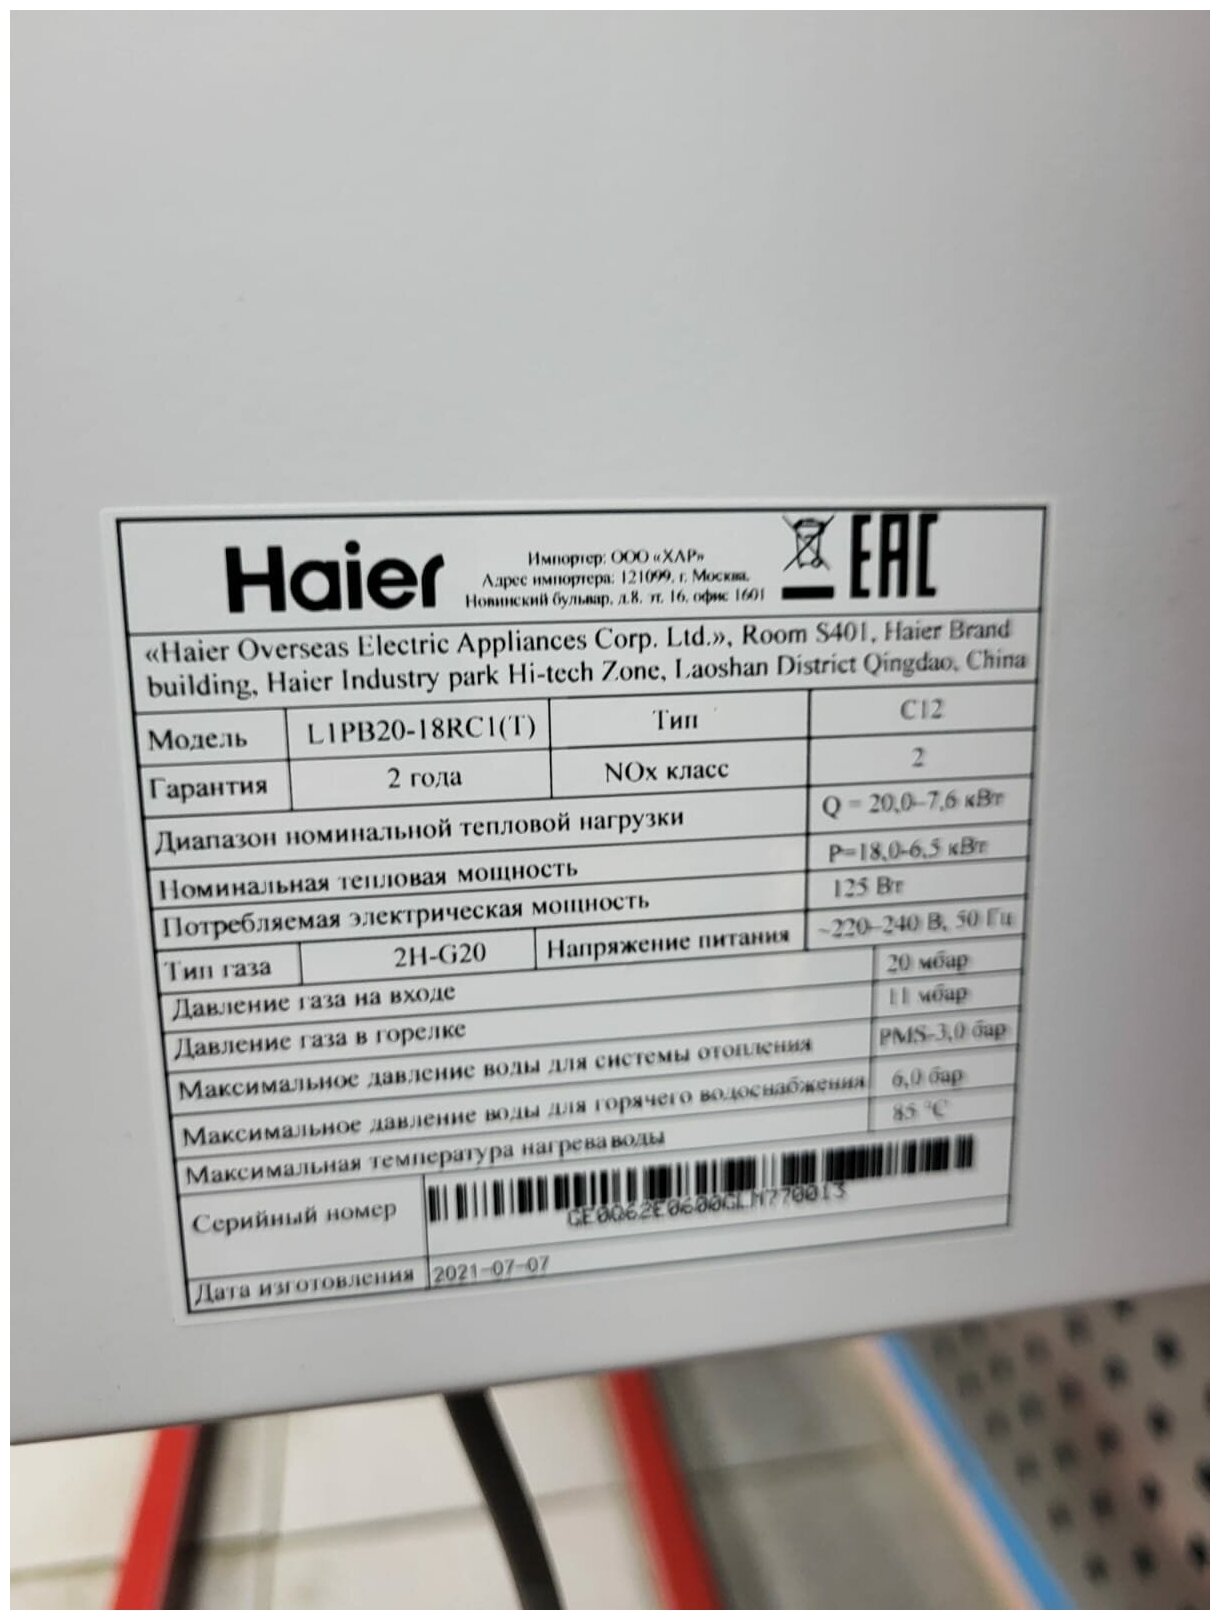 Haier
Импортер: ООО «ХАР»
Адрес импортера: 121099, г. Москва,
Новинский бульвар, д.8, эт. 16, офис 1601
EAC
«Haier Overseas Electric Appliances Corp. Ltd.», Room S401, Haier Brand
building, Haier Industry park Hi-tech Zone, Laoshan District Qingdao, China
Модель L1PB20-18RC1(T) Тип C12
Гарантия 2 года NOx класс 2
Диапазон номинальной тепловой нагрузки Q = 20,0–7,6 кВт
Номинальная тепловая мощность P=18,0-6,5 кВт
Потребляемая электрическая мощность 125 Вт
Тип газа 2H-G20 Напряжение питания ~220–240 В, 50 Гц
Давление газа на входе 20 мбар
Давление газа в горелке 11 мбар
Максимальное давление воды для системы отопления PMS-3,0 бар
Максимальное давление воды для горячего водоснабжения 6,0 бар
Максимальная температура нагрева воды 85 °C
Серийный номер
GE0Q62E0600GLM770013
Дата изготовления 2021-07-07